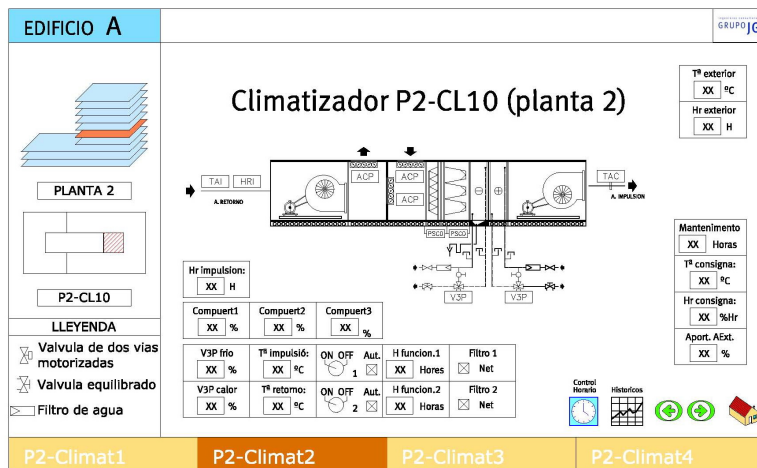 EDIFICIO A
GRUPO JG
Climatizador P2-CL10 (planta 2)
Tª exterior
XX ºC
Hr exterior
XX H
PLANTA 2
P2-CL10
LLEYENDA
Valvula de dos vias
motorizadas
Valvula equilibrado
Filtro de agua
TAI HRI
A. RETORNO
ACP
ACP
ACP
TAC
A. IMPULSION
PSCO PSCO
V3P V3P
Mantenimento
XX Horas
Tª consigna:
XX ºC
Hr consigna:
XX %Hr
Aport. AExt.
XX %
Hr impulsion:
XX H
Compuert1 Compuert2 Compuert3
XX % XX % XX %
V3P frio Tª impulsió: ON OFF Aut. H funcion.1 Filtro 1
XX % XX ºC 1 XX Hores Net
V3P calor Tª retorno: ON OFF Aut. H funcion.2 Filtro 2
XX % XX ºC 2 XX Horas Net
Control
Horario
Historicos
P2-Climat1 P2-Climat2 P2-Climat3 P2-Climat4